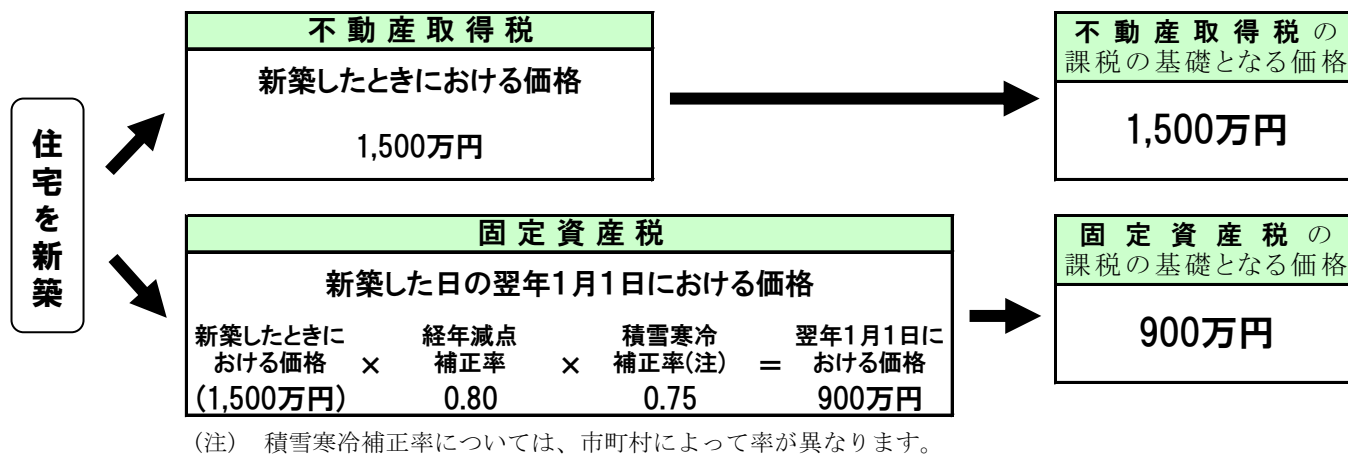 住宅を新築
不動産取得税
新築したときにおける価格
1,500万円
不動産取得税の
課税の基礎となる価格
1,500万円
固定資産税
新築した日の翌年1月1日における価格
新築したときに 経年減点 積雪寒冷 翌年1月1日に
おける価格 × 補正率 × 補正率(注) = おける価格
(1,500万円) 0.80 0.75 900万円
固定資産税の
課税の基礎となる価格
900万円
(注) 積雪寒冷補正率については、市町村によって率が異なります。